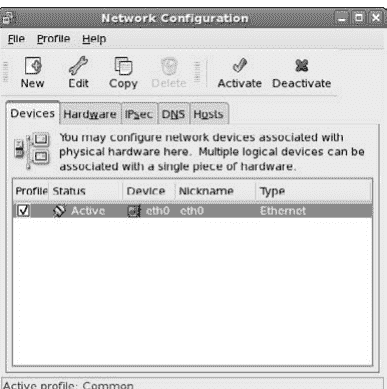 Network Configuration
File Profile Help
New Edit Copy Delete Activate Deactivate
Devices Hardware IPsec DNS Hosts
You may configure network devices associated with
physical hardware here. Multiple logical devices can be
associated with a single piece of hardware.
Profile Status Device Nickname Type
Active eth0 eth0 Ethernet
Active profile: Common